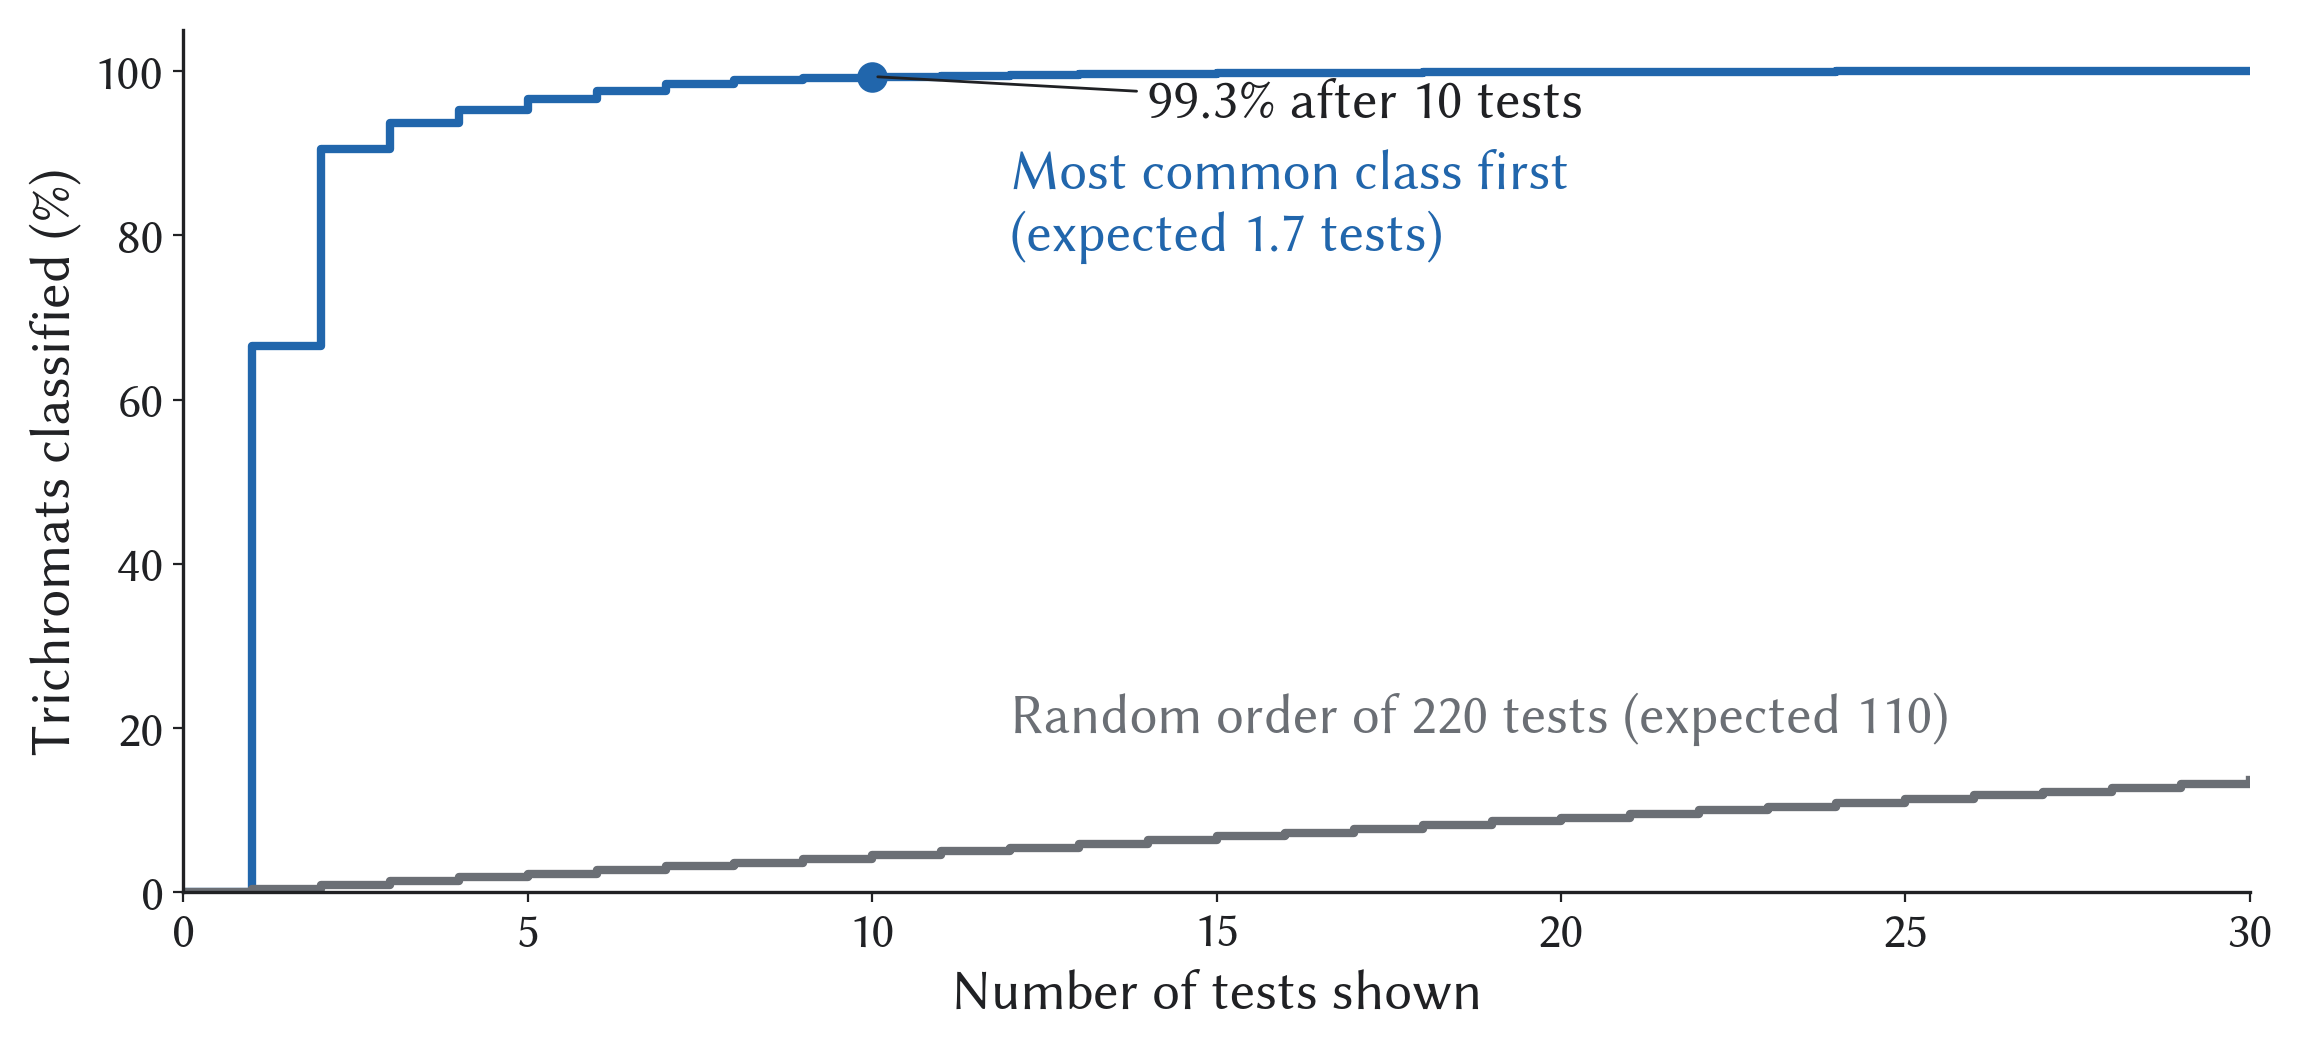 Trichromats classified (%)
100
80
60
40
20
0
99.3% after 10 tests
Most common class first
(expected 1.7 tests)
Random order of 220 tests (expected 110)
0 5 10 15 20 25 30
Number of tests shown